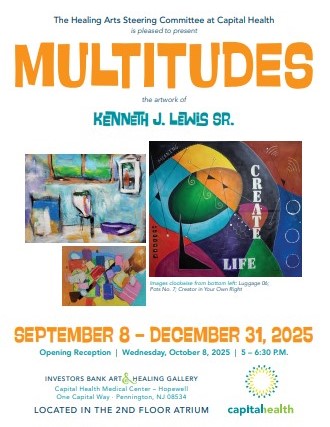 The Healing Arts Steering Committee at Capital Health
is pleased to present
MULTITUDES
the artwork of
KENNETH J. LEWIS SR.
CREATE
LIFE
Images clockwise from bottom left: Luggage 06;
Pots No. 7; Creator in Your Own Right
SEPTEMBER 8 – DECEMBER 31, 2025
Opening Reception | Wednesday, October 8, 2025 | 5 – 6:30 P.M.
INVESTORS BANK ART & HEALING GALLERY
Capital Health Medical Center – Hopewell
One Capital Way · Pennington, NJ 08534
LOCATED IN THE 2ND FLOOR ATRIUM
capitalhealth